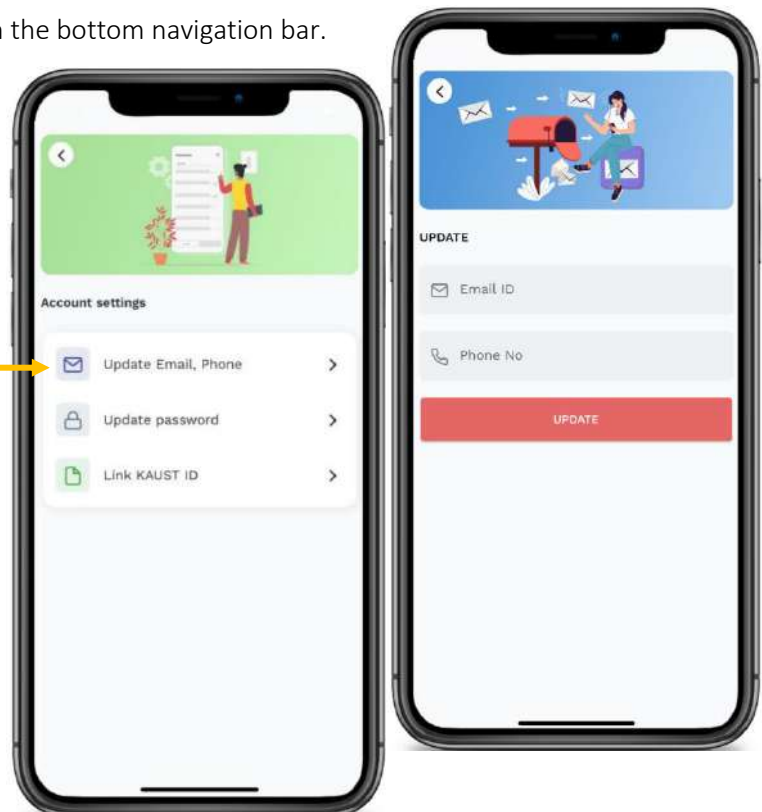 the bottom navigation bar.
Account settings
Update Email, Phone
Update password
Link KAUST ID
UPDATE
Email ID
Phone No
UPDATE